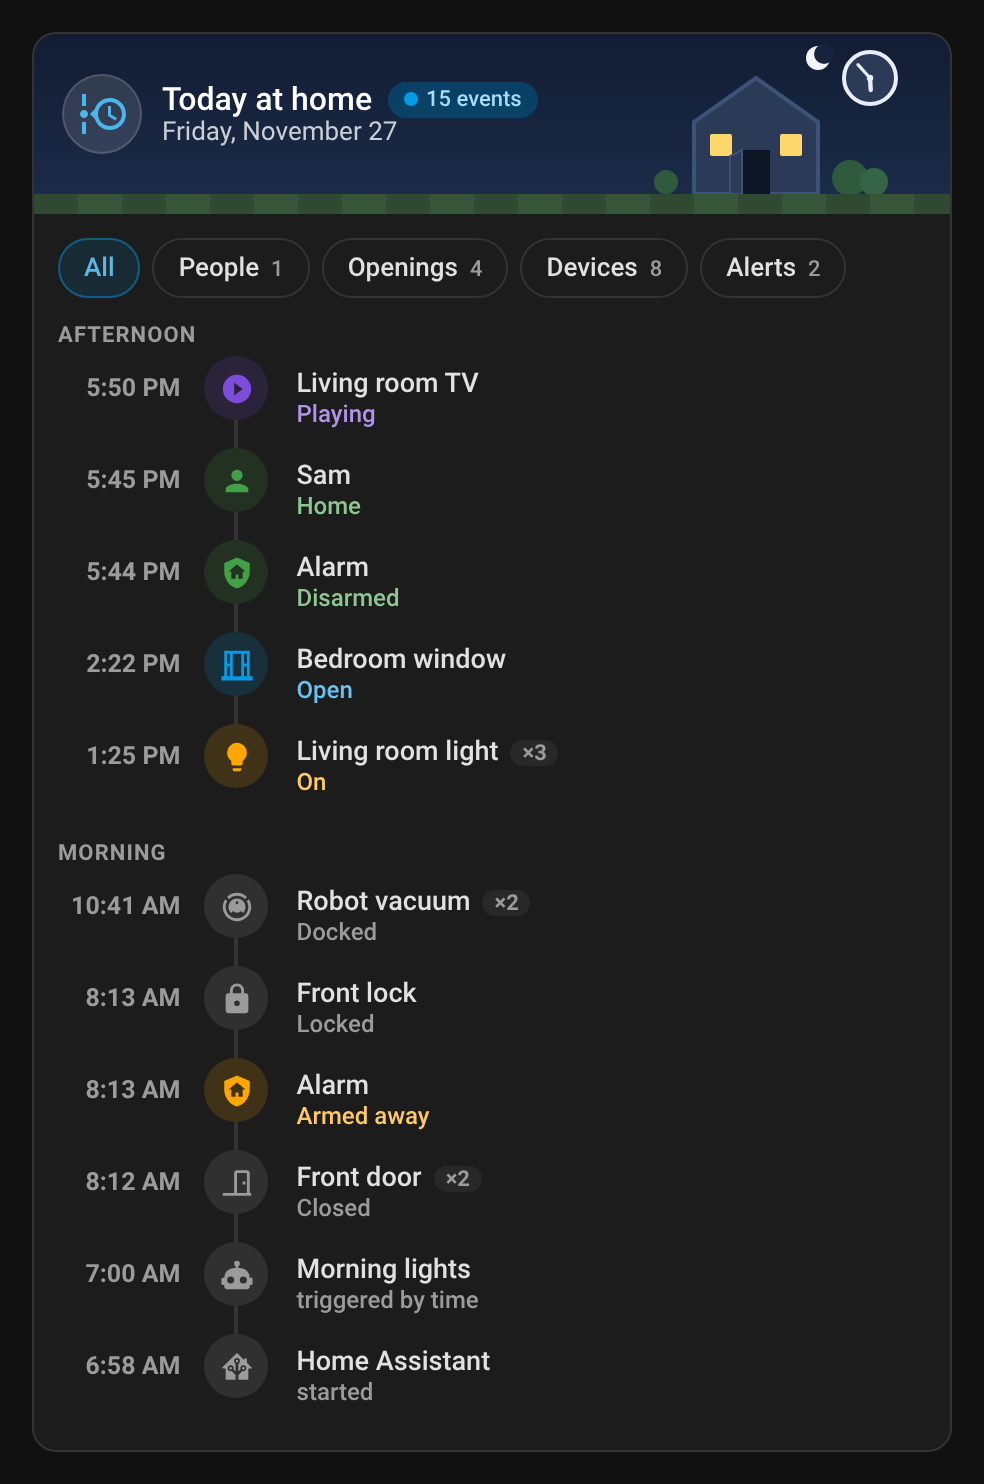 Today at home
15 events
Friday, November 27
All
People 1
Openings 4
Devices 8
Alerts 2
AFTERNOON
5:50 PM
Living room TV
Playing
5:45 PM
Sam
Home
5:44 PM
Alarm
Disarmed
2:22 PM
Bedroom window
Open
1:25 PM
Living room light ×3
On
MORNING
10:41 AM
Robot vacuum ×2
Docked
8:13 AM
Front lock
Locked
8:13 AM
Alarm
Armed away
8:12 AM
Front door ×2
Closed
7:00 AM
Morning lights
triggered by time
6:58 AM
Home Assistant
started